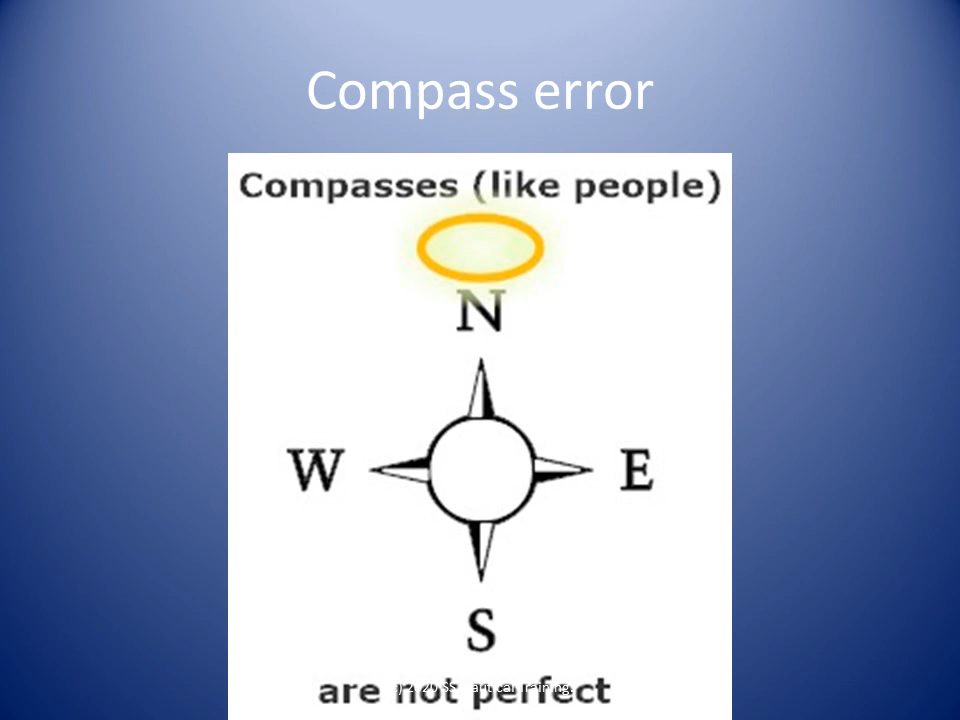 Compass error
Compasses (like people)
N
W E
S
are not perfect